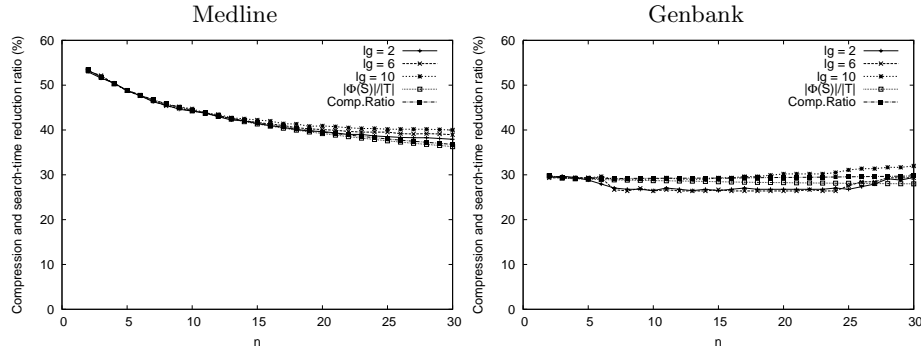 Medline
Compression and search-time reduction ratio (%)
60
50
40
30
20
10
0
0 5 10 15 20 25 30
n
lg = 2
lg = 6
lg = 10
|Φ(S)|/|T|
Comp.Ratio
Genbank
Compression and search-time reduction ratio (%)
60
50
40
30
20
10
0
0 5 10 15 20 25 30
n
lg = 2
lg = 6
lg = 10
|Φ(S)|/|T|
Comp.Ratio